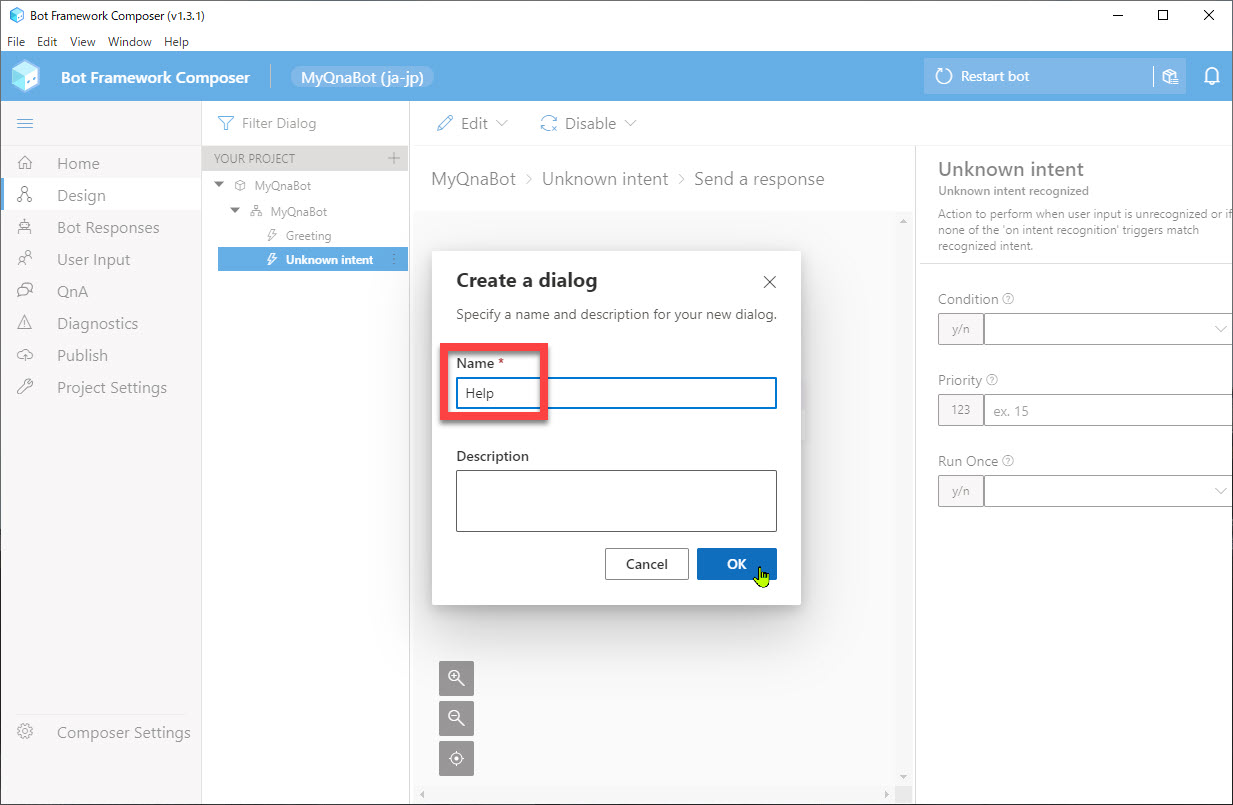 Bot Framework Composer (v1.3.1)
File Edit View Window Help
Bot Framework Composer MyQnaBot (ja-jp) Restart bot
Filter Dialog
Edit Disable
YOUR PROJECT
MyQnaBot
MyQnaBot
Greeting
Unknown intent
Home
Design
Bot Responses
User Input
QnA
Diagnostics
Publish
Project Settings
Composer Settings
MyQnaBot > Unknown intent > Send a response
Create a dialog
Specify a name and description for your new dialog.
Name *
Help
Description
Cancel OK
Unknown intent
Unknown intent recognized
Action to perform when user input is unrecognized or if
none of the 'on intent recognition' triggers match
recognized intent.
Condition
y/n
Priority
123 ex. 15
Run Once
y/n